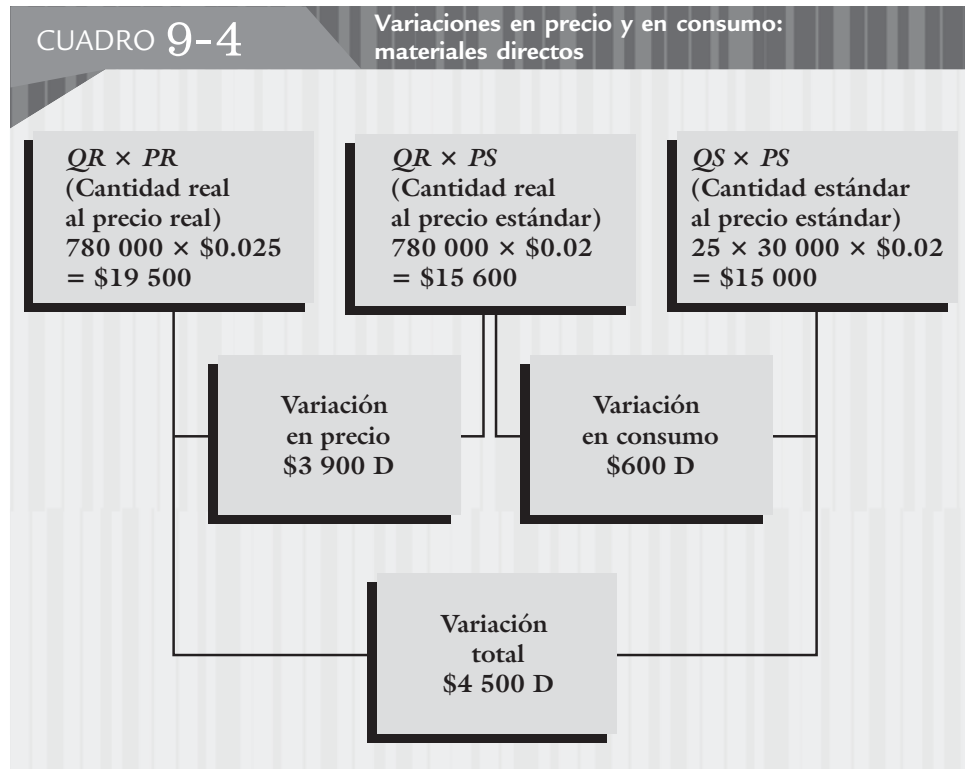 CUADRO 9-4
Variaciones en precio y en consumo:
materiales directos
QR × PR
(Cantidad real
al precio real)
780 000 × $0.025
= $19 500
QR × PS
(Cantidad real
al precio estándar)
780 000 × $0.02
= $15 600
QS × PS
(Cantidad estándar
al precio estándar)
25 × 30 000 × $0.02
= $15 000
Variación
en precio
$3 900 D
Variación
en consumo
$600 D
Variación
total
$4 500 D